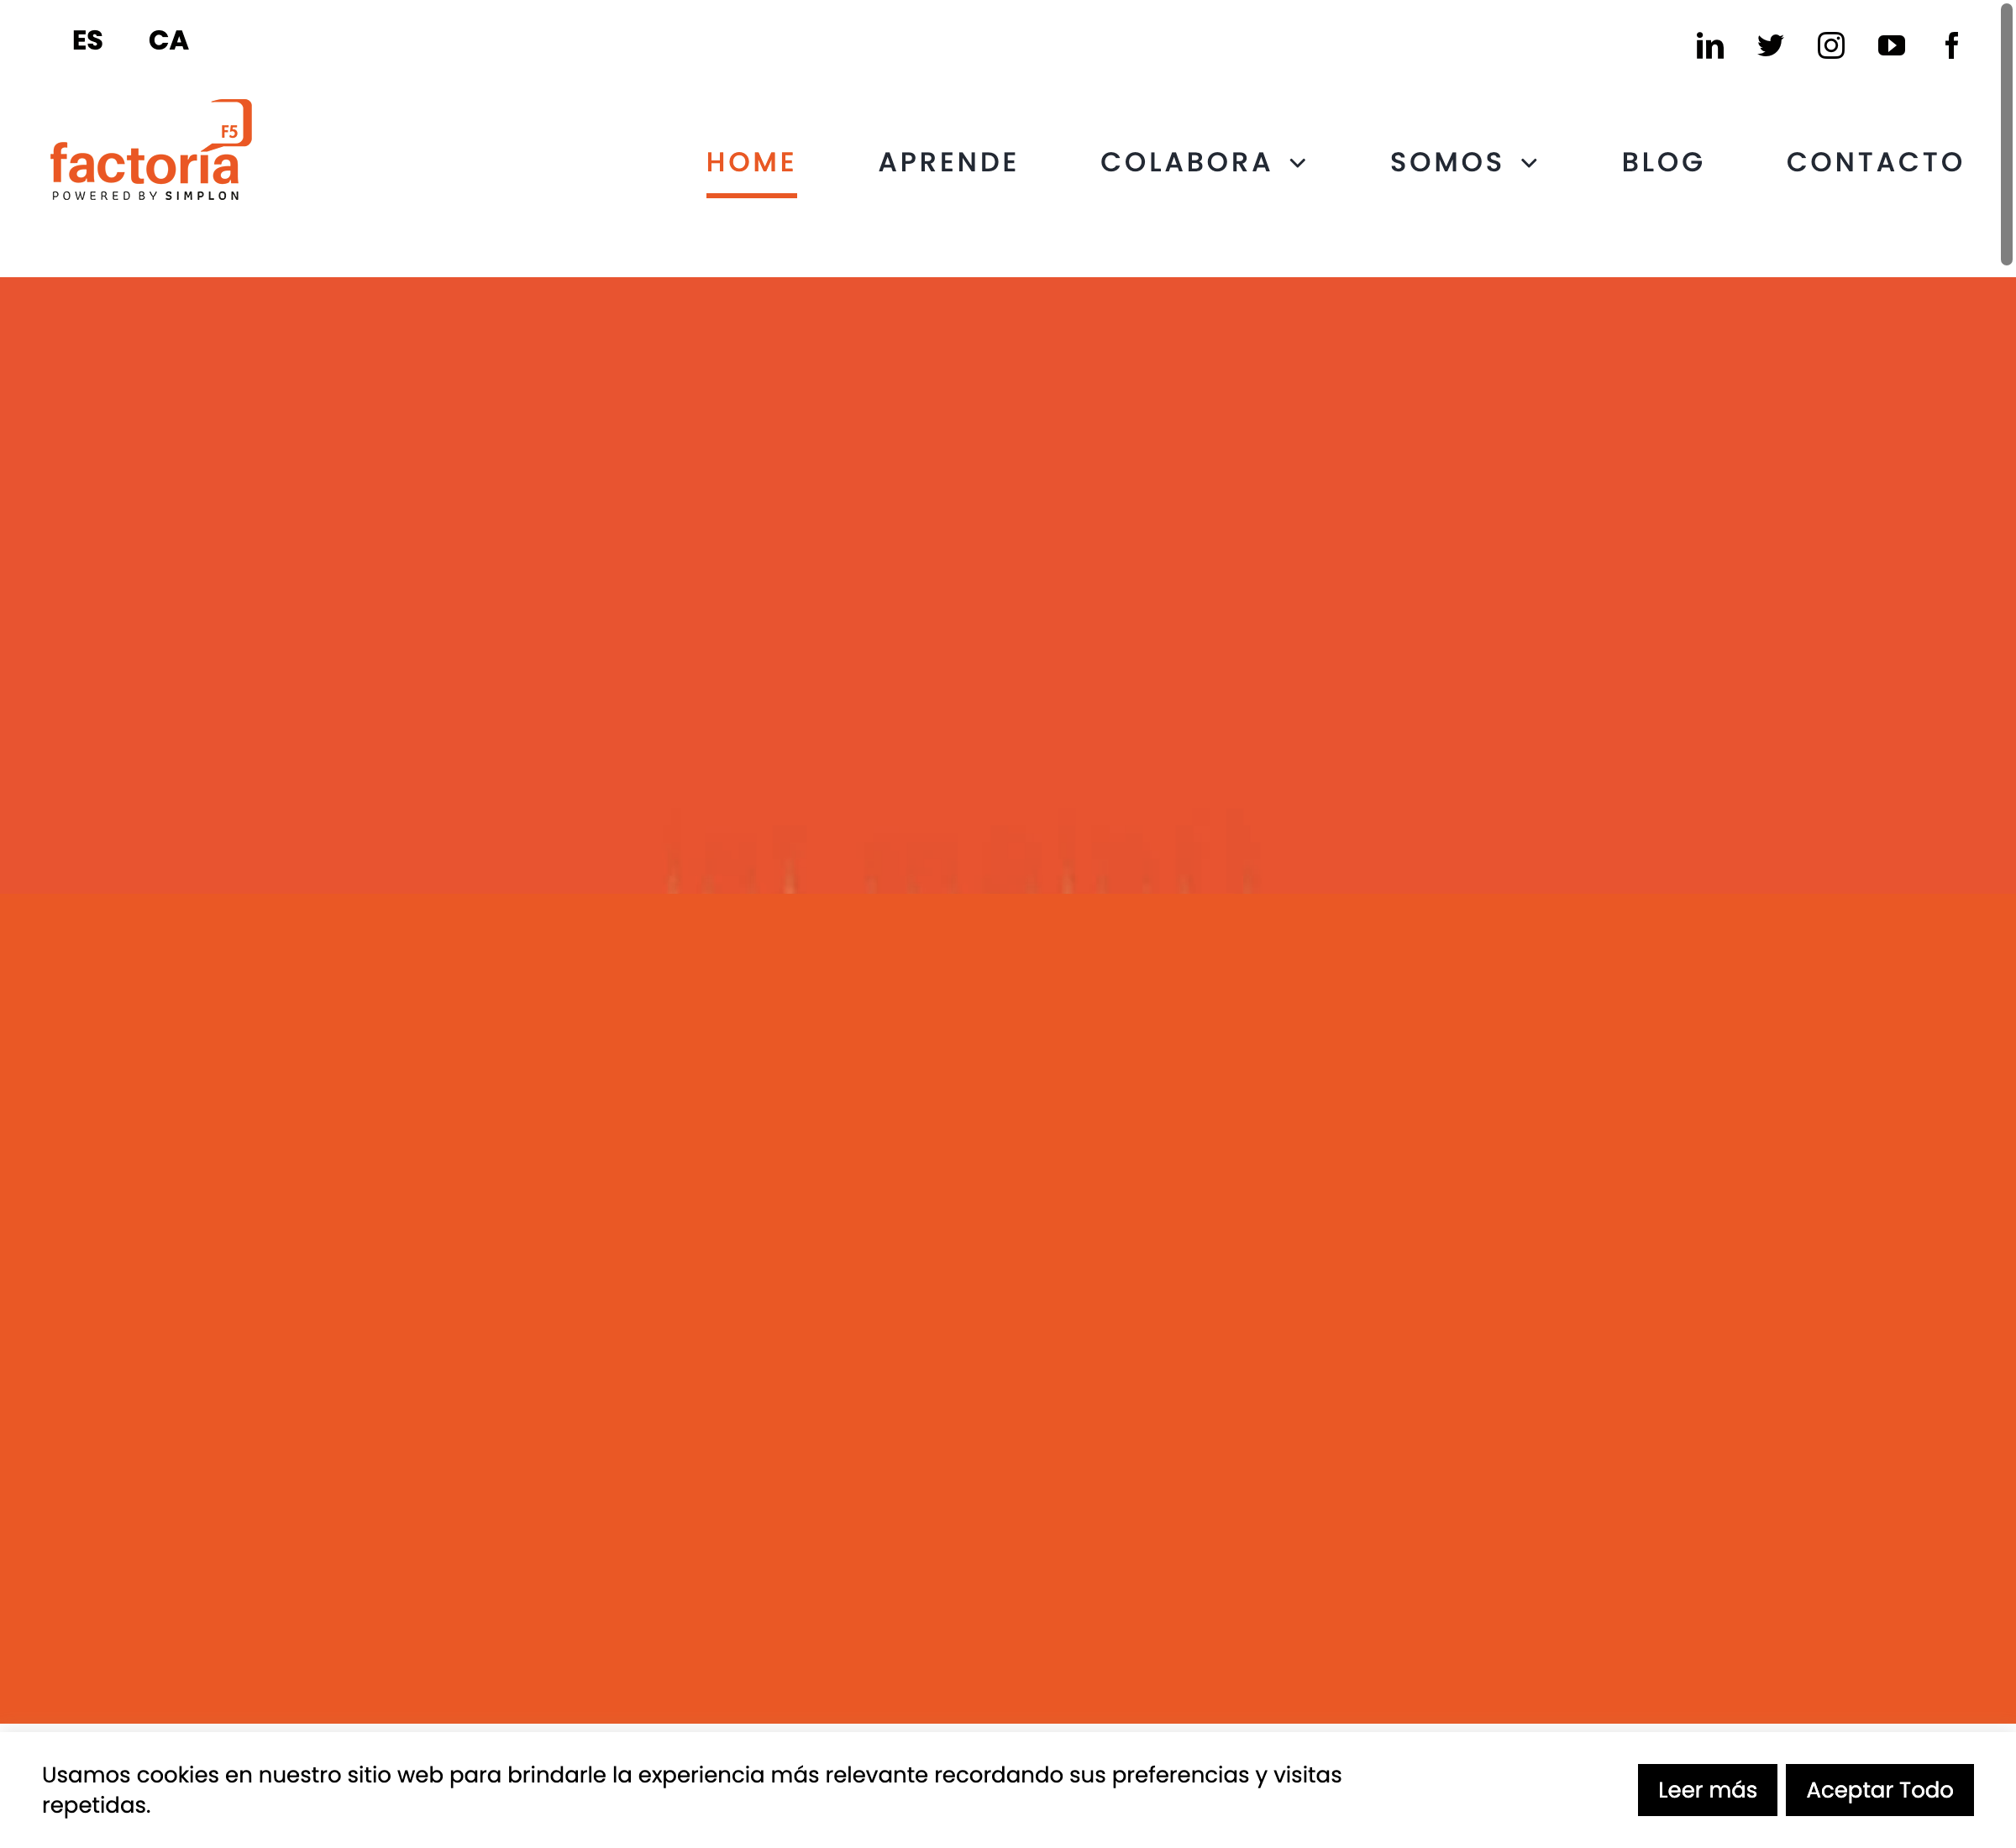 ES CA
F5
factoría
POWERED BY SIMPLON
HOME APRENDE COLABORA SOMOS BLOG CONTACTO
Usamos cookies en nuestro sitio web para brindarle la experiencia más relevante recordando sus preferencias y visitas
repetidas.
Leer más Aceptar Todo